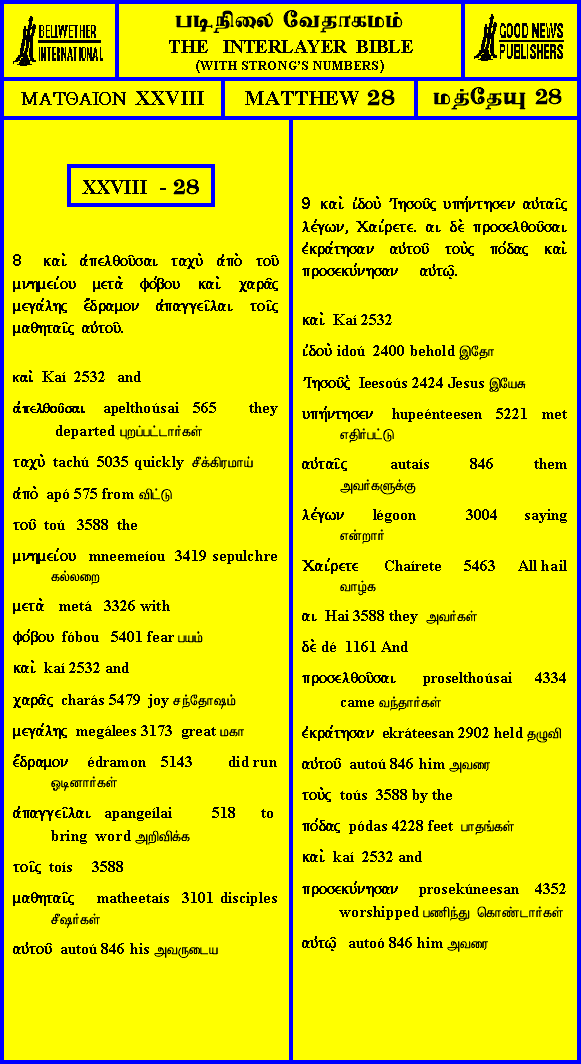 BELLWETHER
INTERNATIONAL
படிநிலை வேதாகமம்
THE INTERLAYER BIBLE
(WITH STRONG'S NUMBERS)
GOOD NEWS
PUBLISHERS
ΜΑΤΘΑΙΟΝ XXVIII
MATTHEW 28
மத்தேயு 28
XXVIII - 28
8 καὶ ἀπελθοῦσαι ταχὺ ἀπὸ τοῦ
μνημείου μετὰ φόβου καὶ χαρᾶς
μεγάλης ἔδραμον ἀπαγγεῖλαι τοῖς
μαθηταῖς αὐτοῦ.
καὶ Kaí 2532 and
ἀπελθοῦσαι apelthoúsai 565 they
departed புறப்பட்டார்கள்
ταχὺ tachú 5035 quickly சீக்கிரமாய்
ἀπὸ apó 575 from விட்டு
τοῦ toú 3588 the
μνημείου mneemeíou 3419 sepulchre
கல்லறை
μετὰ metá 3326 with
φόβου fóbou 5401 fear பயம்
καὶ kaí 2532 and
χαρᾶς charás 5479 joy சந்தோஷம்
μεγάλης megálees 3173 great மகா
ἔδραμον édramon 5143 did run
ஓடினார்கள்
ἀπαγγεῖλαι apangeílai 518 to
bring word அறிவிக்க
τοῖς toís 3588
μαθηταῖς matheetaís 3101 disciples
சீஷர்கள்
αὐτοῦ autoú 846 his அவருடைய
9 καὶ ἰδοὺ Ἰησοῦς υπήντησεν αὐταῖς
λέγων, Χαίρετε. αι δὲ προσελθοῦσαι
ἐκράτησαν αὐτοῦ τοὺς πόδας καὶ
προσεκύνησαν αὐτῷ.
καὶ Kaí 2532
ἰδοὺ idoú 2400 behold இதோ
Ἰησοῦς Ieesoús 2424 Jesus இயேசு
υπήντησεν hupeénteesen 5221 met
எதிர்பட்டு
αὐταῖς autaís 846 them
அவர்களுக்கு
λέγων légoon 3004 saying
என்றார்
Χαίρετε Chaírete 5463 All hail
வாழ்க
αι Hai 3588 they அவர்கள்
δὲ dé 1161 And
προσελθοῦσαι proselthoúsai 4334
came வந்தார்கள்
ἐκράτησαν ekráteesan 2902 held தழுவி
αὐτοῦ autoú 846 him அவரை
τοὺς toús 3588 by the
πόδας pódas 4228 feet பாதங்கள்
καὶ kaí 2532 and
προσεκύνησαν prosekúneesan 4352
worshipped பணிந்து கொண்டார்கள்
αὐτῷ autoó 846 him அவரை